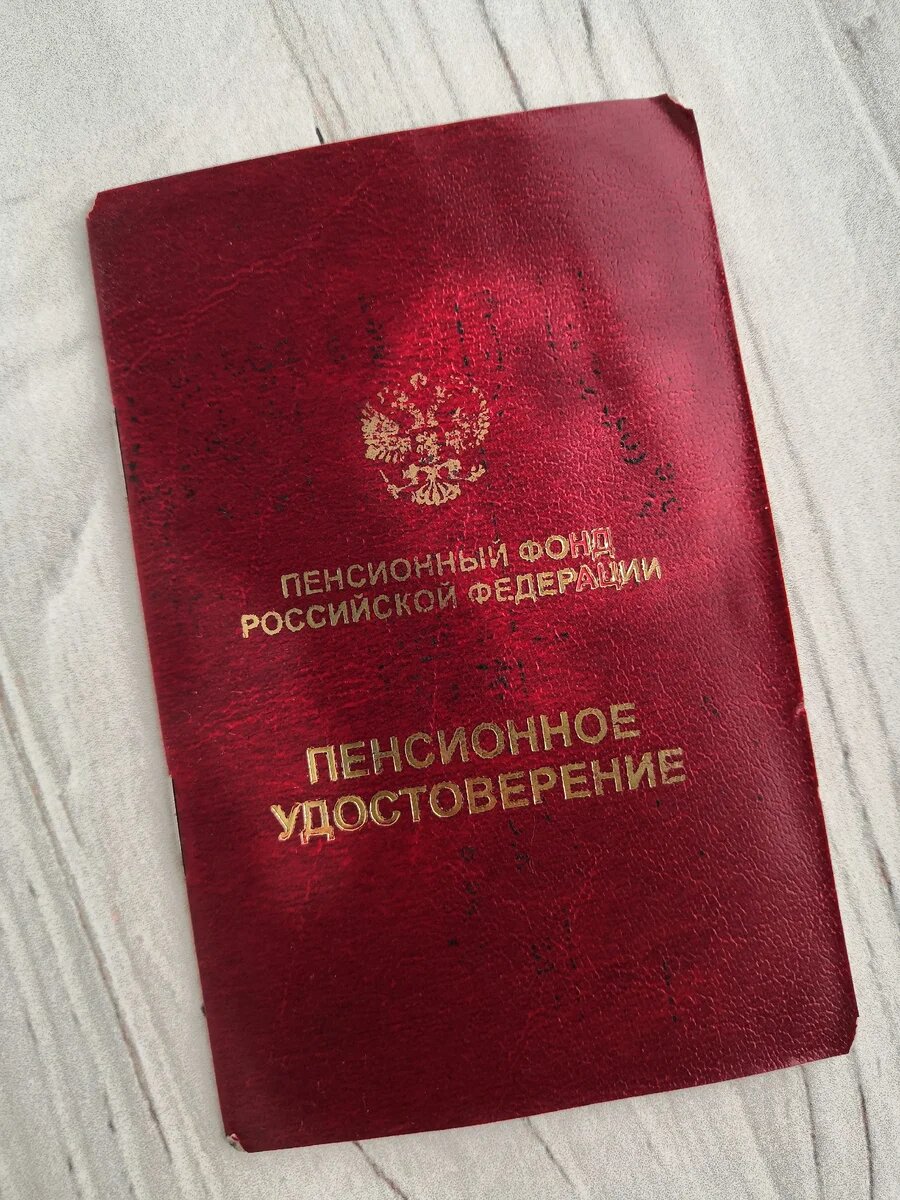 ПЕНСИОННЫЙ ФОНД
РОССИЙСКОЙ ФЕДЕРАЦИИ
ПЕНСИОННОЕ
УДОСТОВЕРЕНИЕ